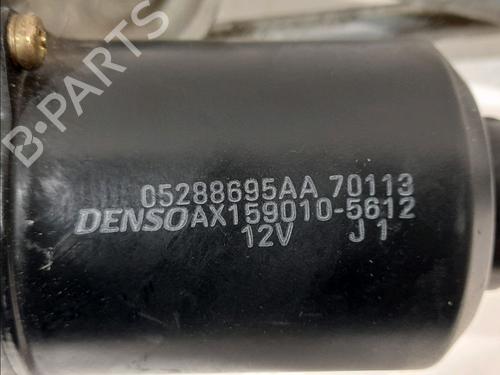 B-PARTS
05288695AA 70113
DENSO AX159010-5612
12V J1